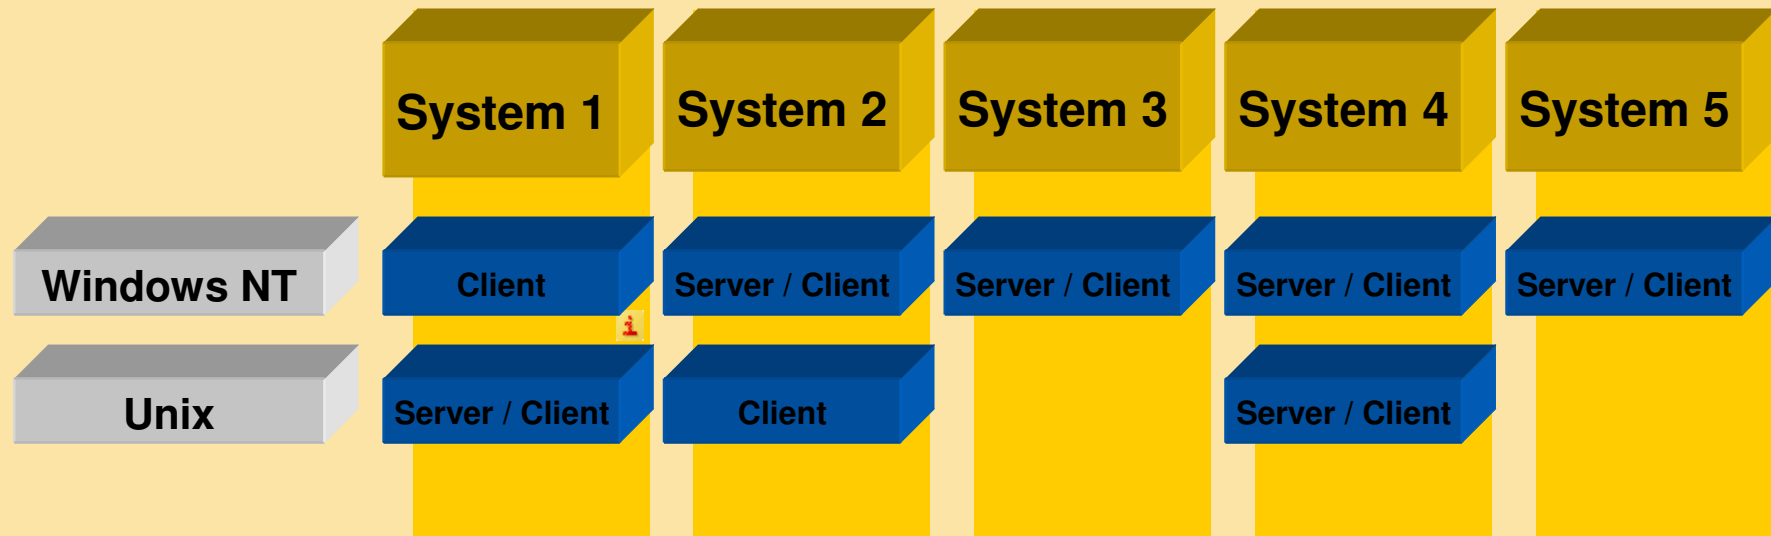 System 1
System 2
System 3
System 4
System 5
Windows NT
Client
Server / Client
Server / Client
Server / Client
Server / Client
i
Unix
Server / Client
Client
Server / Client